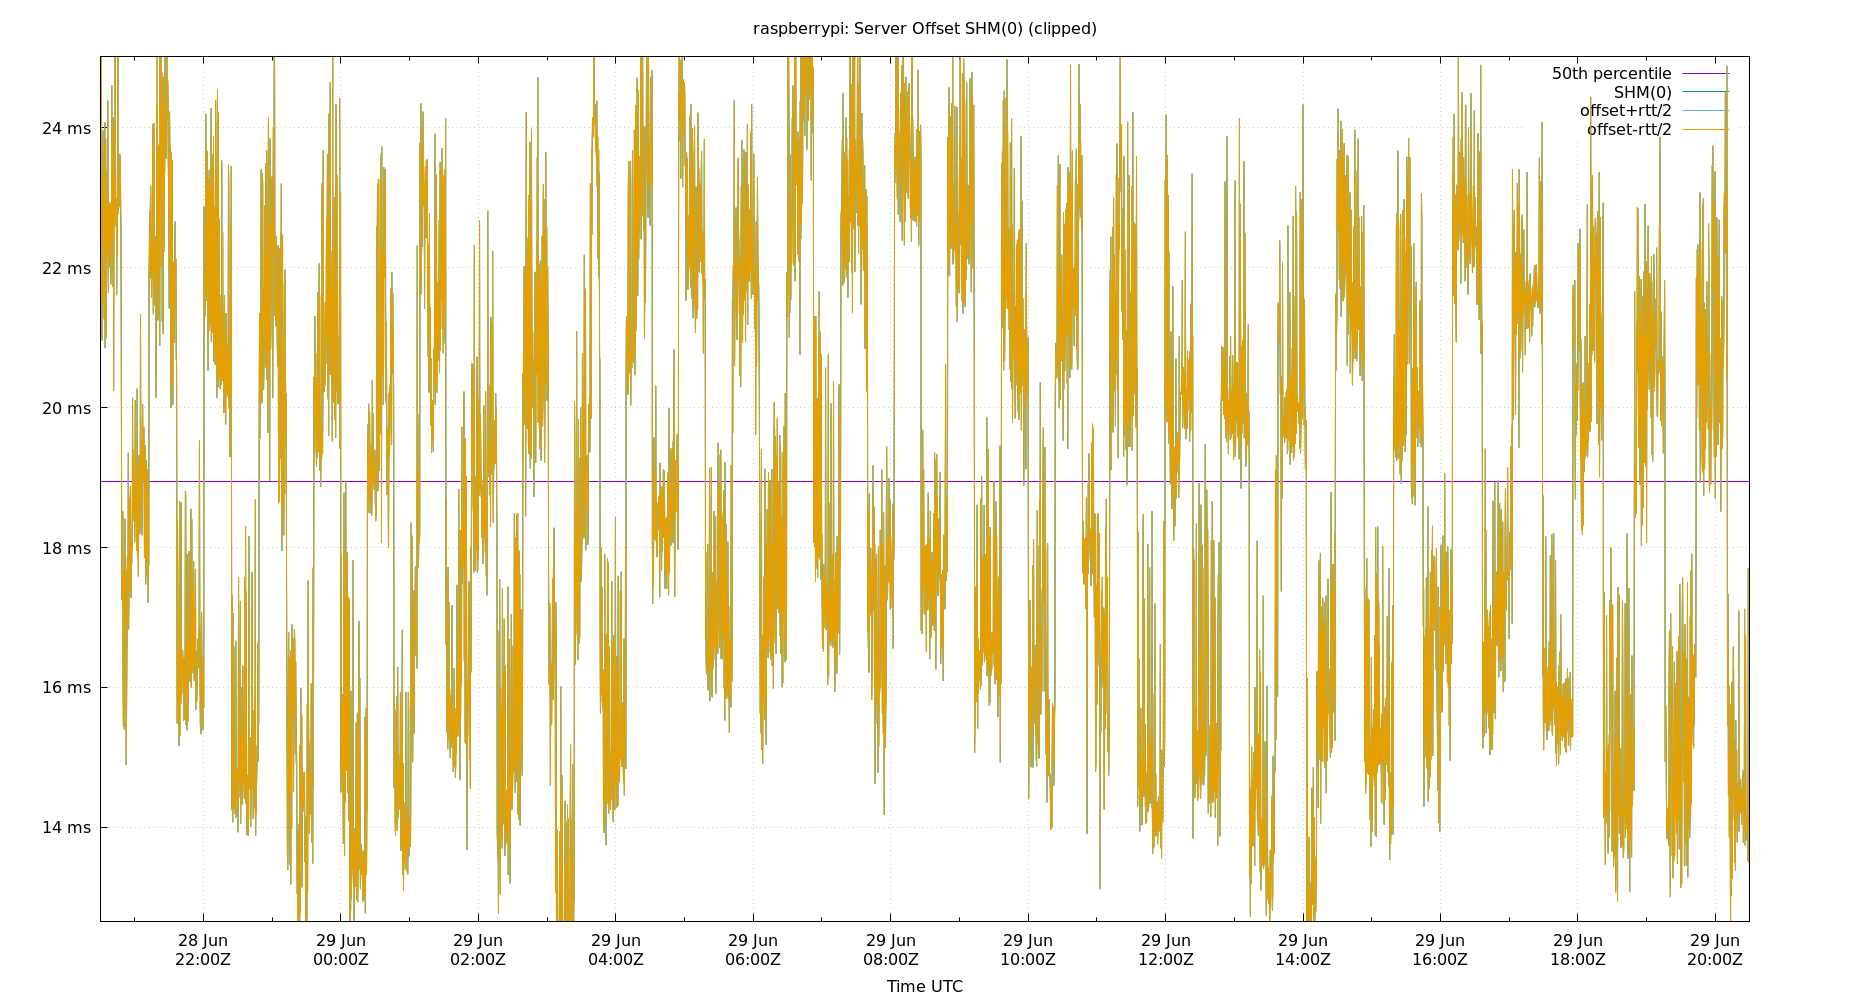 raspberrypi: Server Offset SHM(0) (clipped)
50th percentile
SHM(0)
offset+rtt/2
offset-rtt/2
24 ms
22 ms
20 ms
18 ms
16 ms
14 ms
28 Jun 29 Jun 29 Jun 29 Jun 29 Jun 29 Jun 29 Jun 29 Jun 29 Jun 29 Jun 29 Jun 29 Jun
22:00Z 00:00Z 02:00Z 04:00Z 06:00Z 08:00Z 10:00Z 12:00Z 14:00Z 16:00Z 18:00Z 20:00Z
Time UTC